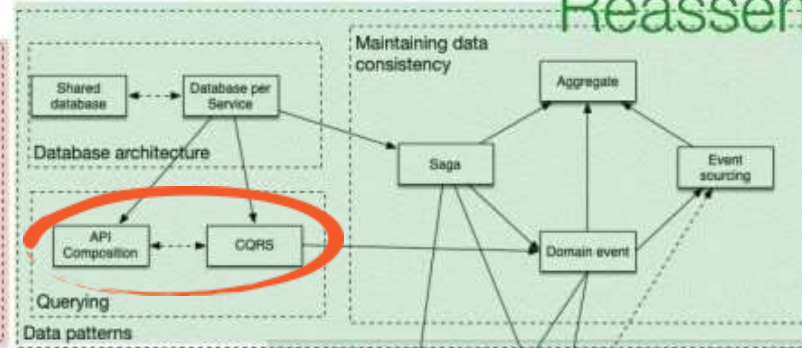 Reassem
Maintaining data
consistency
Shared
database
Database per
Service
Aggregate
Database architecture
Saga
Event
sourcing
API
Composition
CQRS
Domain event
Querying
Data patterns